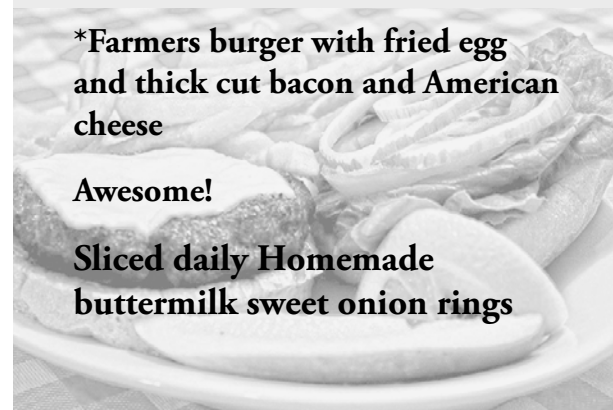 *Farmers burger with fried egg
and thick cut bacon and American
cheese
Awesome!
Sliced daily Homemade
buttermilk sweet onion rings